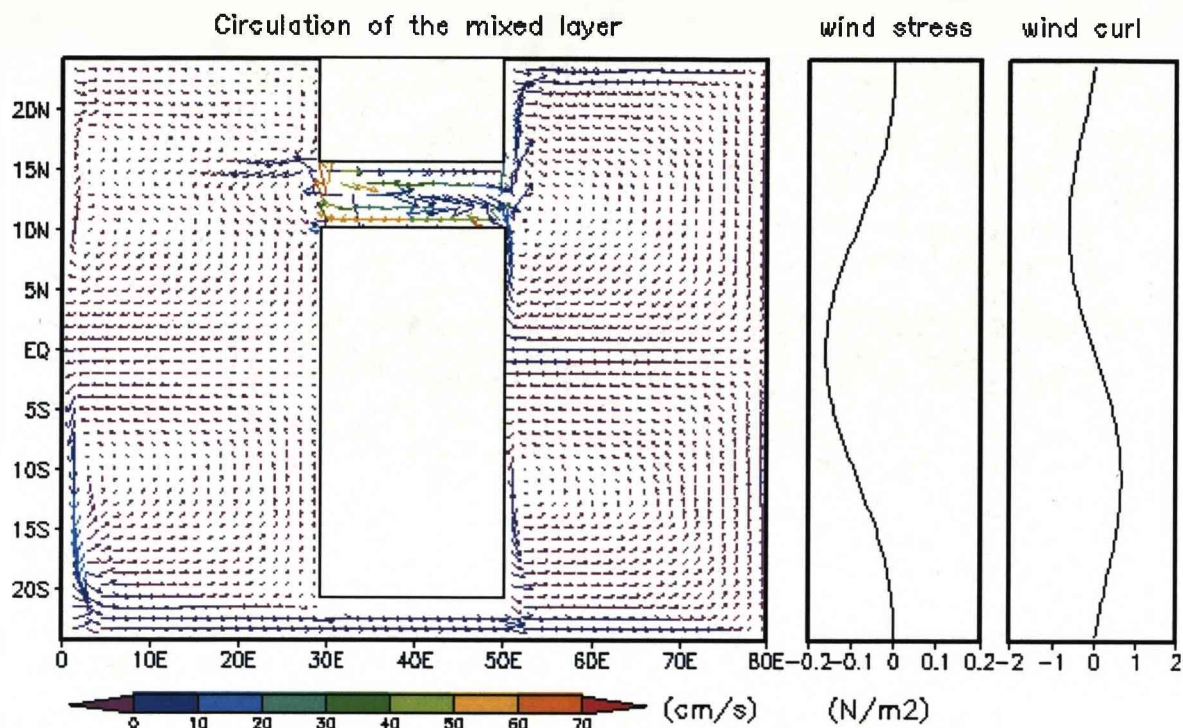 Circulation of the mixed layer
wind stress
wind curl
20N
15N
10N
5N
EQ
5S
10S
15S
20S
0 10E 20E 30E 40E 50E 60E 70E 80E
-0.2 -0.1 0 0.1 0.2
-2 -1 0 1 2
0 10 20 30 40 50 60 70
(cm/s)
(N/m2)